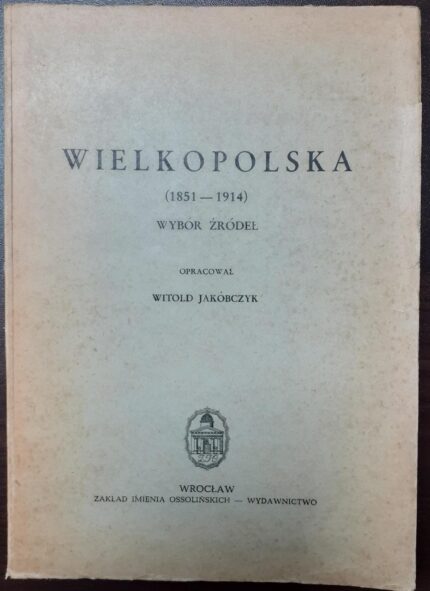 WIELKOPOLSKA
(1851 — 1914)
WYBÓR ŹRÓDEŁ
OPRACOWAŁ
WITOLD JAKÓBCZYK
WROCŁAW
ZAKŁAD IMIENIA OSSOLIŃSKICH — WYDAWNICTWO